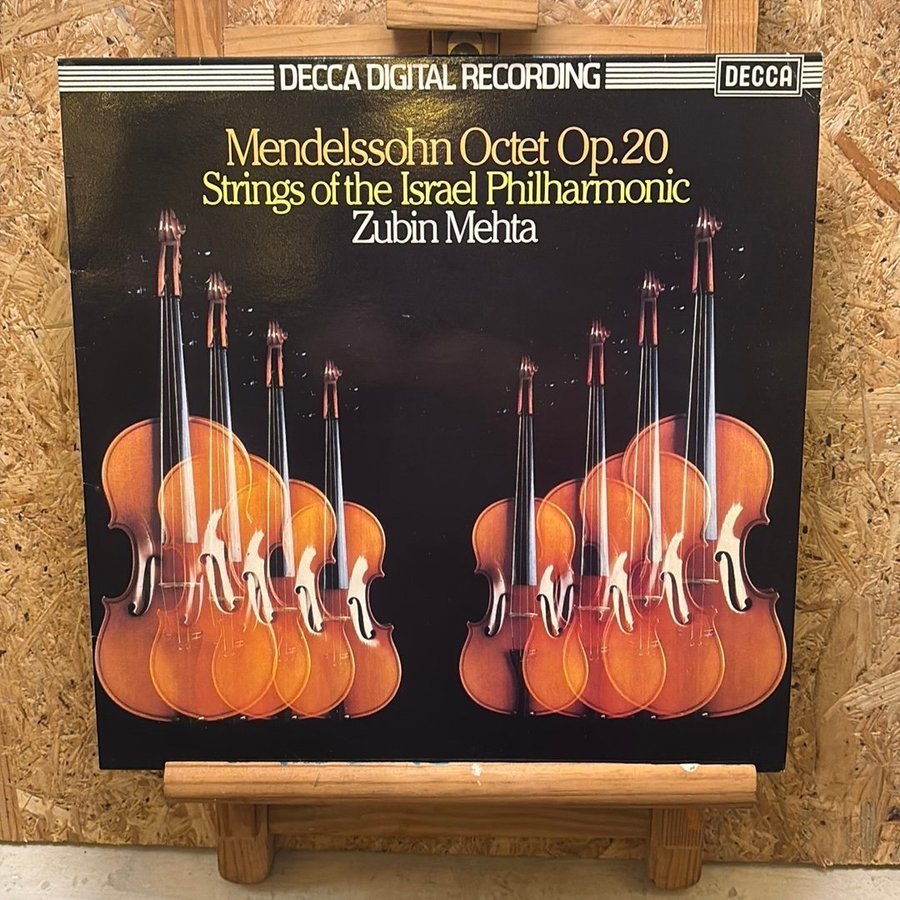 DECCA DIGITAL RECORDING
DECCA
Mendelssohn Octet Op.20
Strings of the Israel Philharmonic
Zubin Mehta